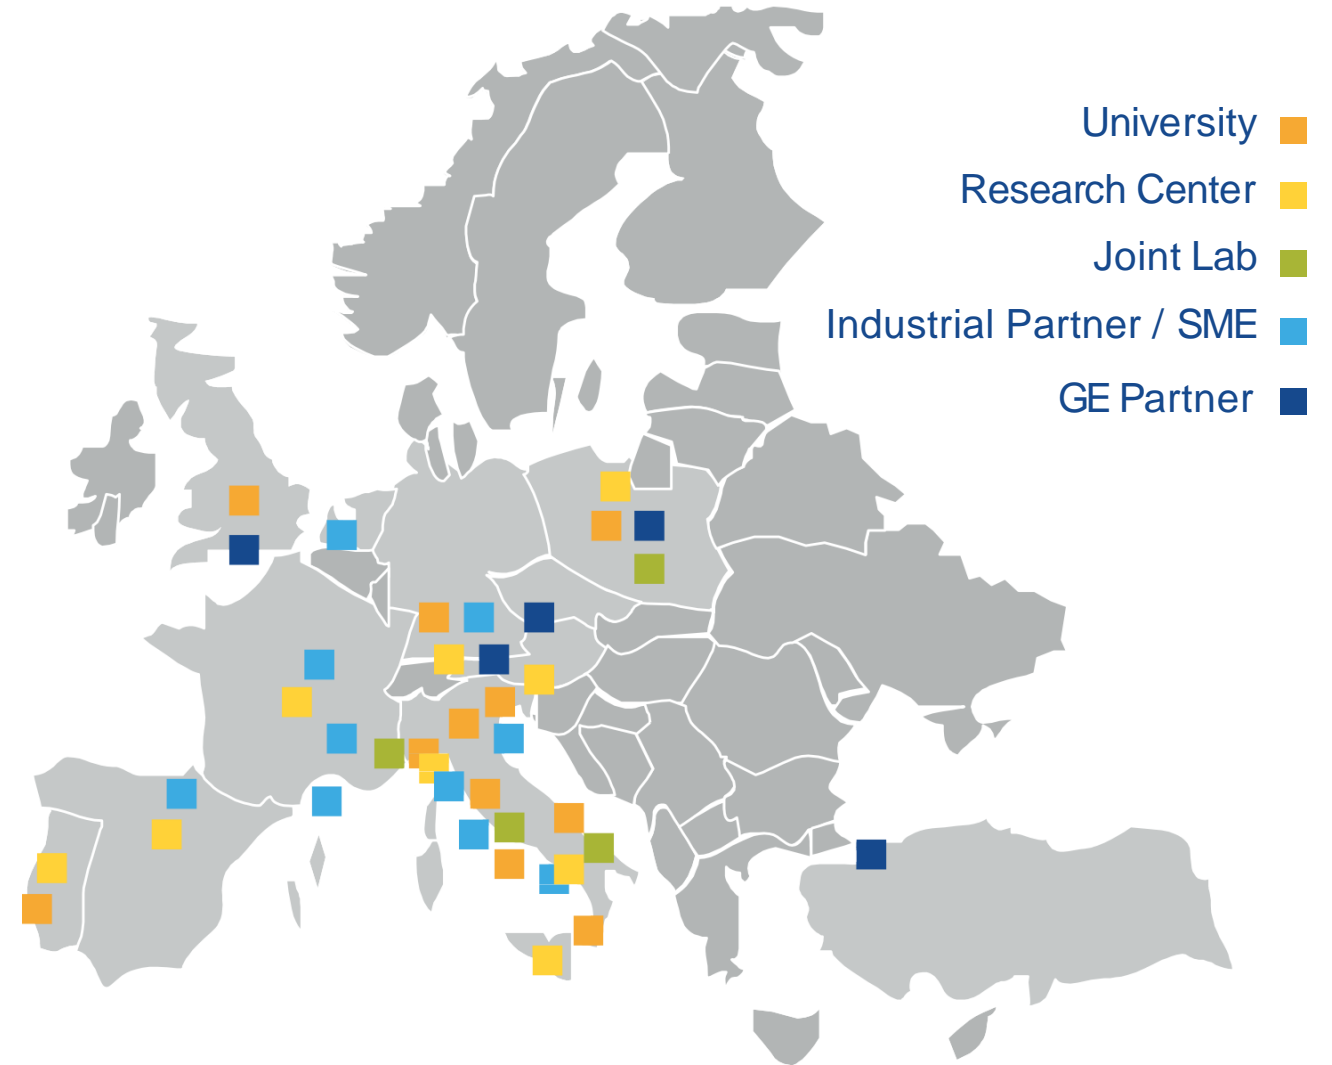 University
Research Center
Joint Lab
Industrial Partner / SME
GE Partner